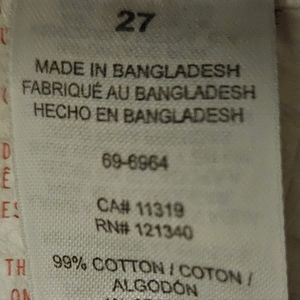 27
MADE IN BANGLADESH
FABRIQUÉ AU BANGLADESH
HECHO EN BANGLADESH
69-6964
CA# 11319
RN# 121340
99% COTTON / COTON /
ALGODÓN
TH